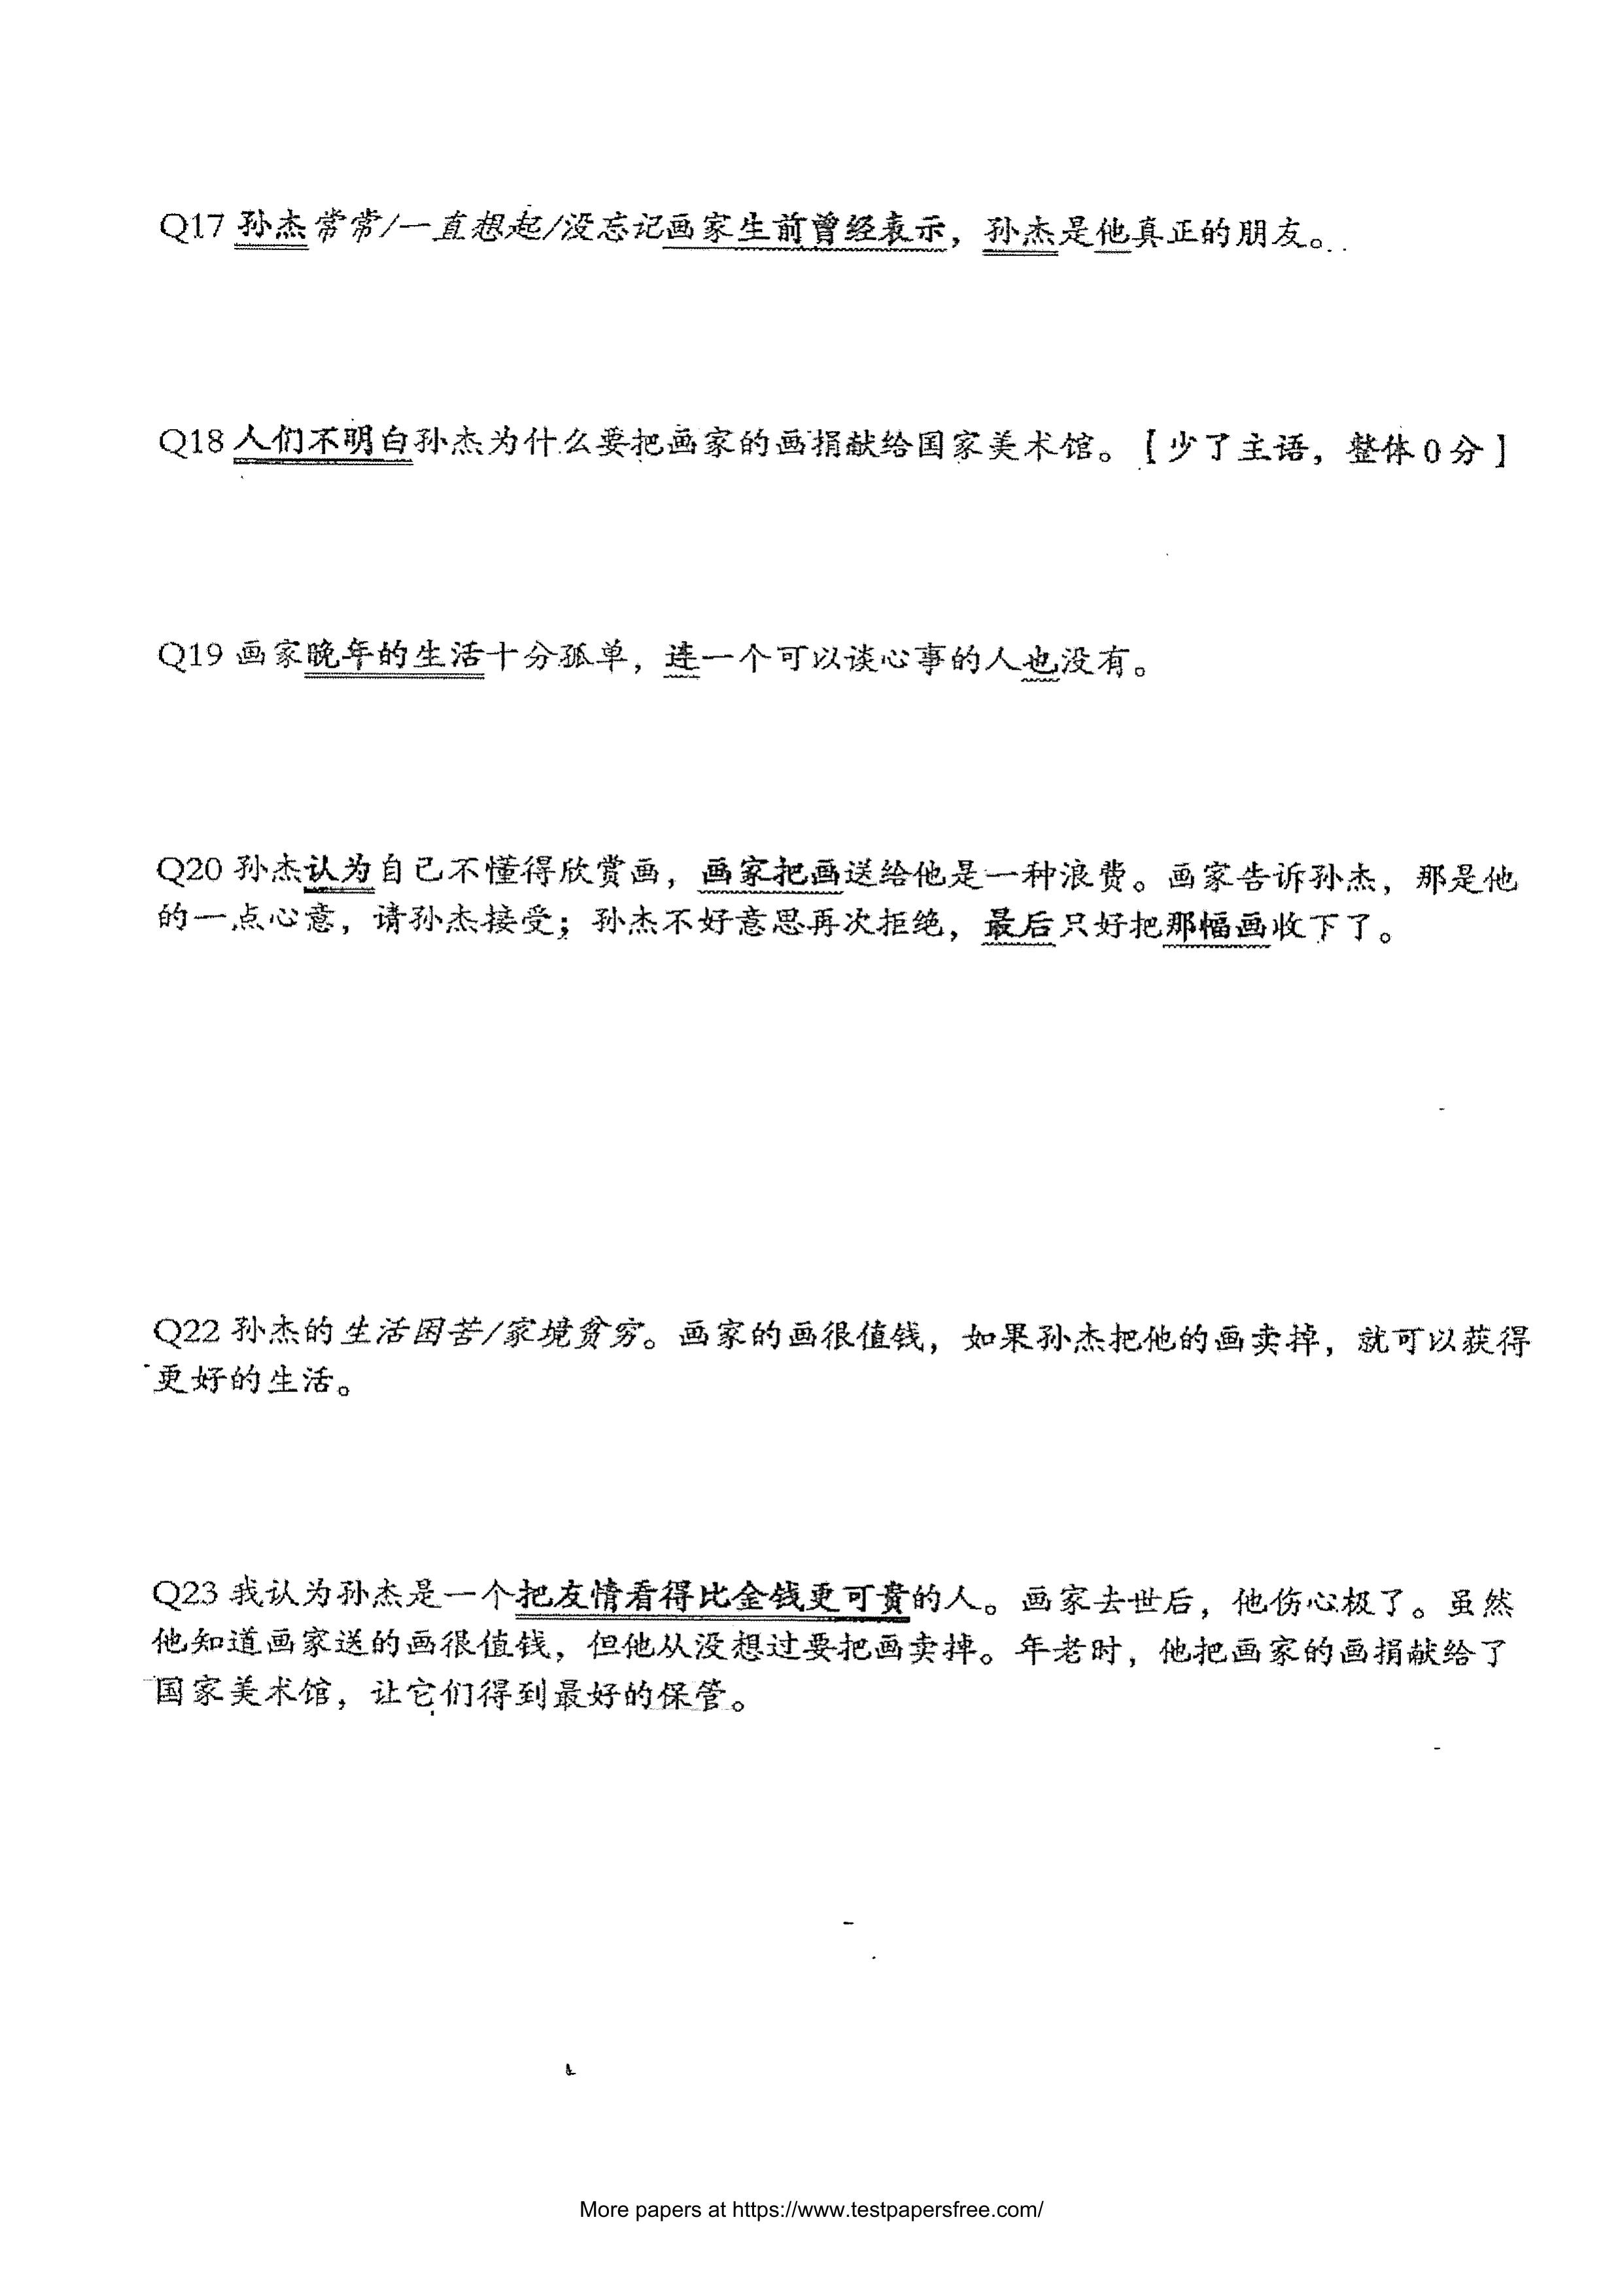 Q17 孙杰常常/一直想起/没忘记画家生前曾经表示，孙杰是他真正的朋友。
Q18 人们不明白孙杰为什么要把画家的画捐献给国家美术馆。【少了主语，整体0分】
Q19 画家晚年的生活十分孤单，连一个可以谈心事的人也没有。
Q20 孙杰认为自己不懂得欣赏画，画家把画送给他是一种浪费。画家告诉孙杰，那是他
的一点心意，请孙杰接受；孙杰不好意思再次拒绝，最后只好把那幅画收下了。
Q22 孙杰的生活困苦/家境贫穷。画家的画很值钱，如果孙杰把他的画卖掉，就可以获得
更好的生活。
Q23 我认为孙杰是一个把友情看得比金钱更可贵的人。画家去世后，他伤心极了。虽然
他知道画家送的画很值钱，但他从没想过要把画卖掉。年老时，他把画家的画捐献给了
国家美术馆，让它们得到最好的保管。
More papers at https://www.testpapersfree.com/